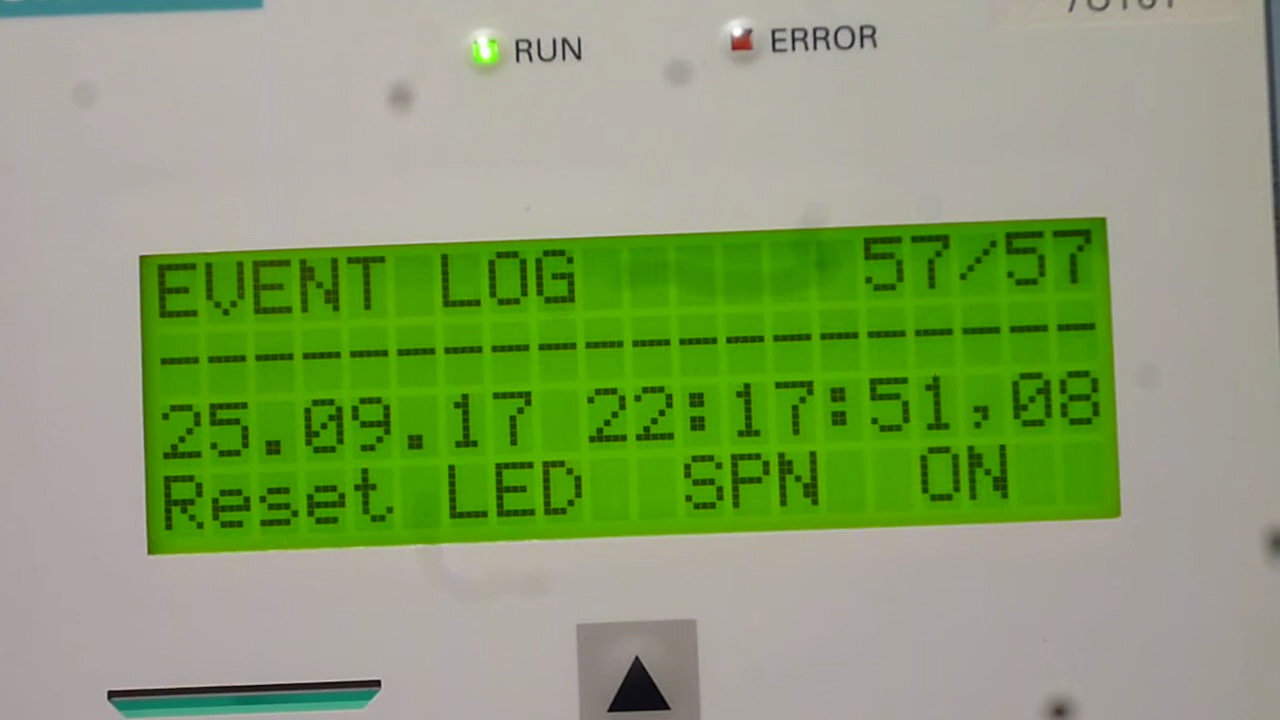 RUN ERROR
EVENT LOG 57/57
--------------------
25.09.17 22:17:51,08
Reset LED SPN ON